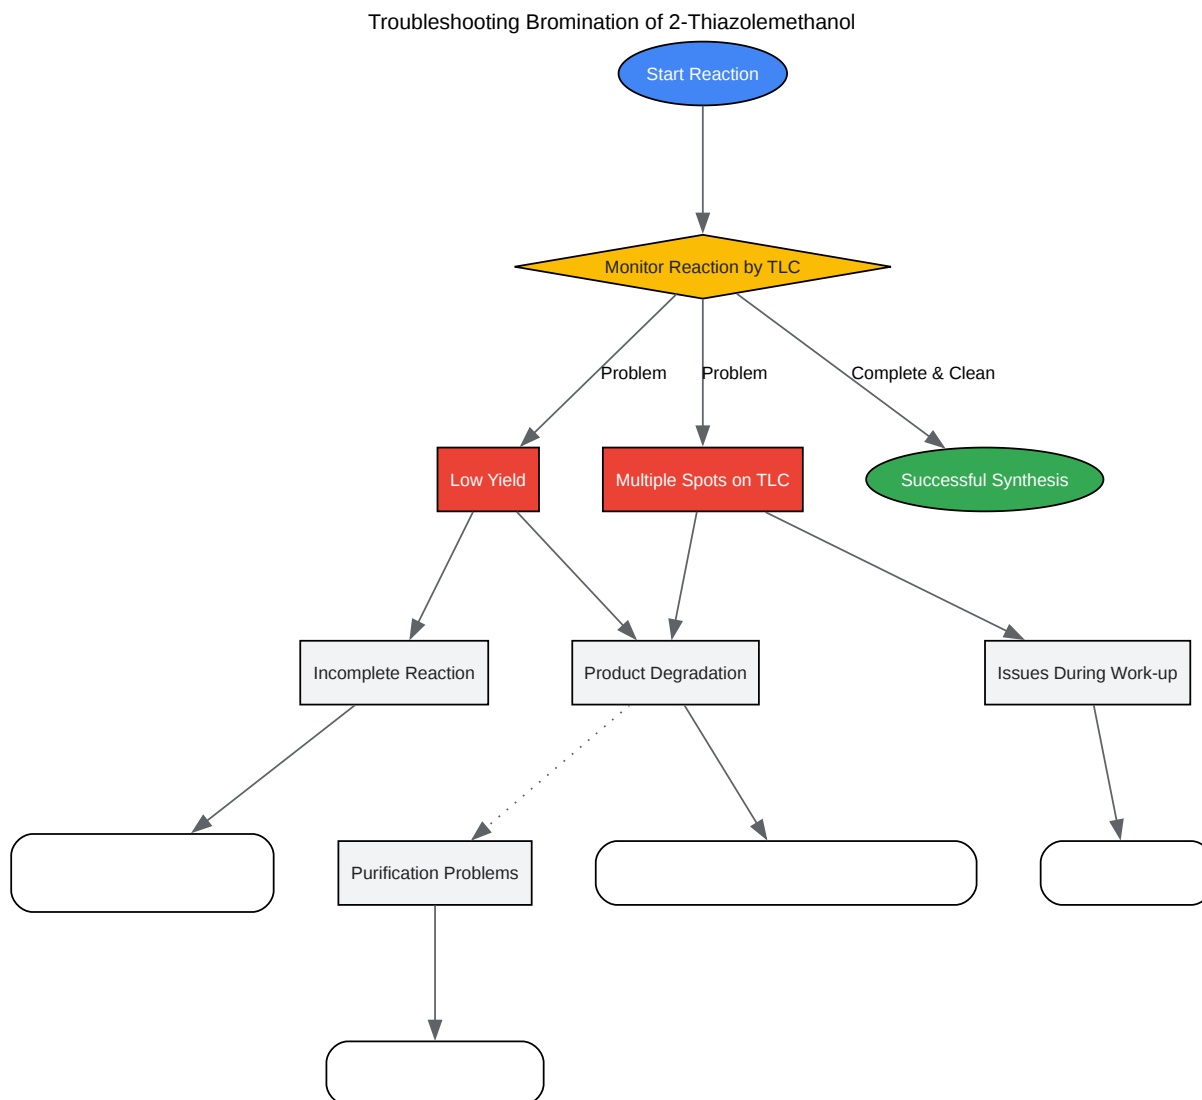 Troubleshooting Bromination of 2-Thiazolemethanol
Start Reaction
Monitor Reaction by TLC
Problem
Problem
Complete & Clean
Low Yield
Multiple Spots on TLC
Successful Synthesis
Incomplete Reaction
Product Degradation
Issues During Work-up
Purification Problems